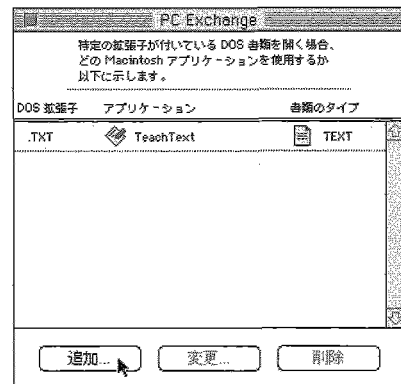 PC Exchange
特定の拡張子が付いている DOS 書類を開く場合、
どの Macintosh アプリケーションを使用するか
以下に示します。
DOS 拡張子 アプリケーション 書類のタイプ
.TXT TeachText TEXT
追加... 変更... 削除